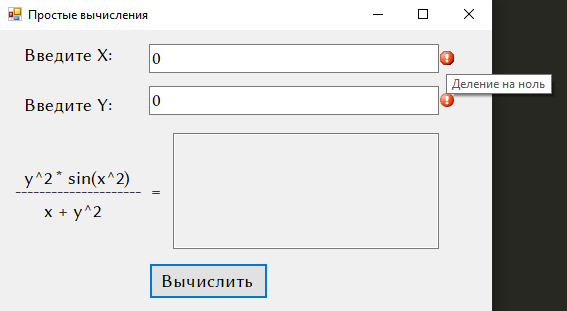 Простые вычисления
Введите X:
0
Деление на ноль
Введите Y:
0
y^2 * sin(x^2)
---------------------
=
x + y^2
Вычислить